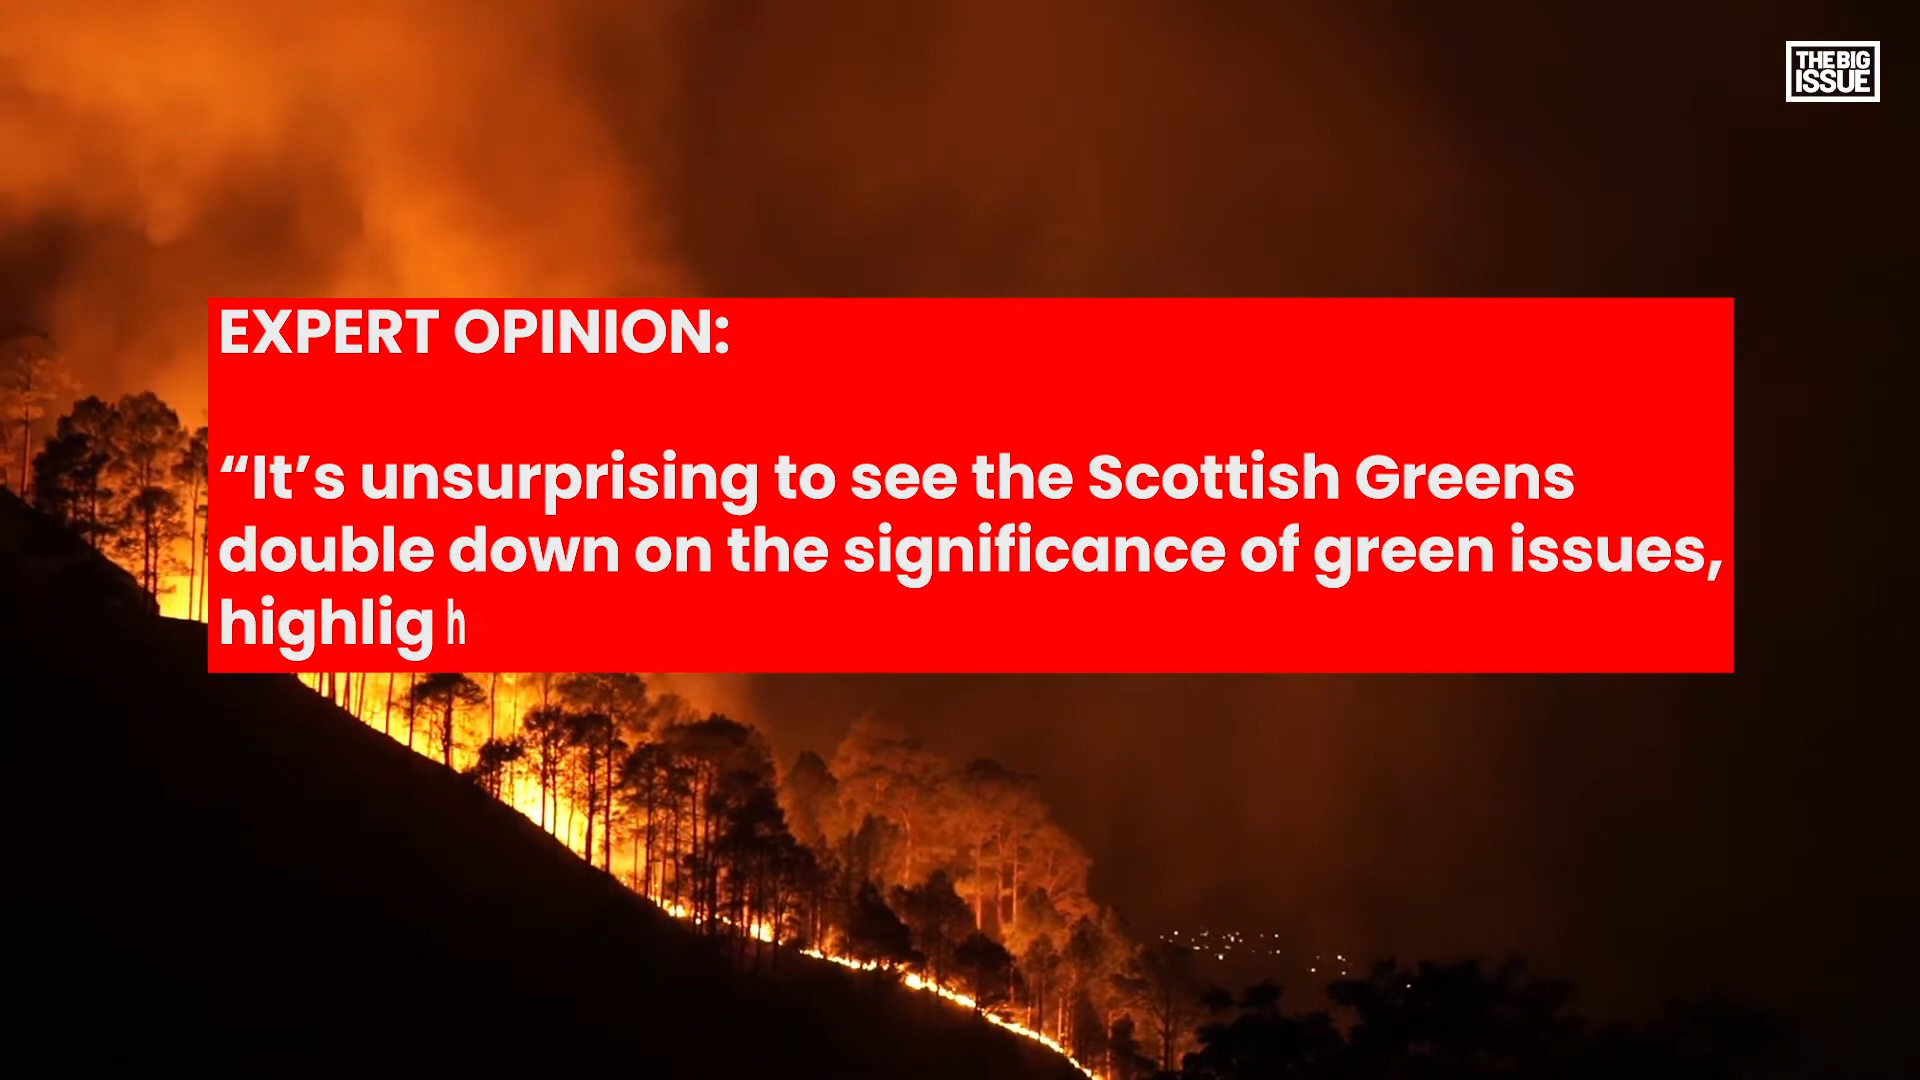 THE BIG
ISSUE
EXPERT OPINION:
“It’s unsurprising to see the Scottish Greens
double down on the significance of green issues,
highligh